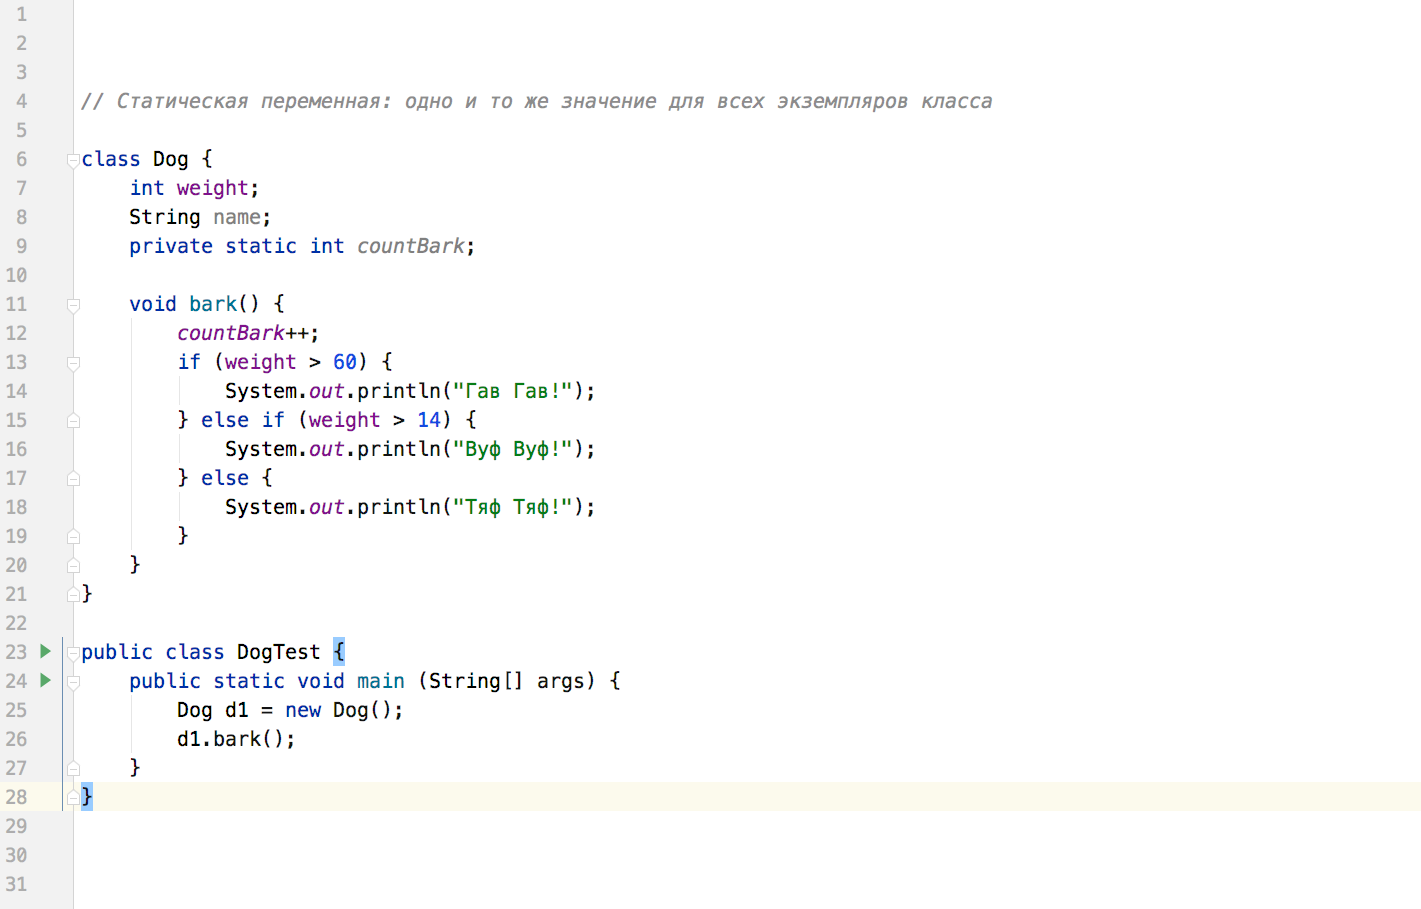 1
2
3
4 // Статическая переменная: одно и то же значение для всех экземпляров класса
5
6 class Dog {
7 int weight;
8 String name;
9 private static int countBark;
10
11 void bark() {
12 countBark++;
13 if (weight > 60) {
14 System.out.println("Гав Гав!");
15 } else if (weight > 14) {
16 System.out.println("Вуф Вуф!");
17 } else {
18 System.out.println("Тяф Тяф!");
19 }
20 }
21 }
22
23 public class DogTest {
24 public static void main (String[] args) {
25 Dog d1 = new Dog();
26 d1.bark();
27 }
28 }
29
30
31